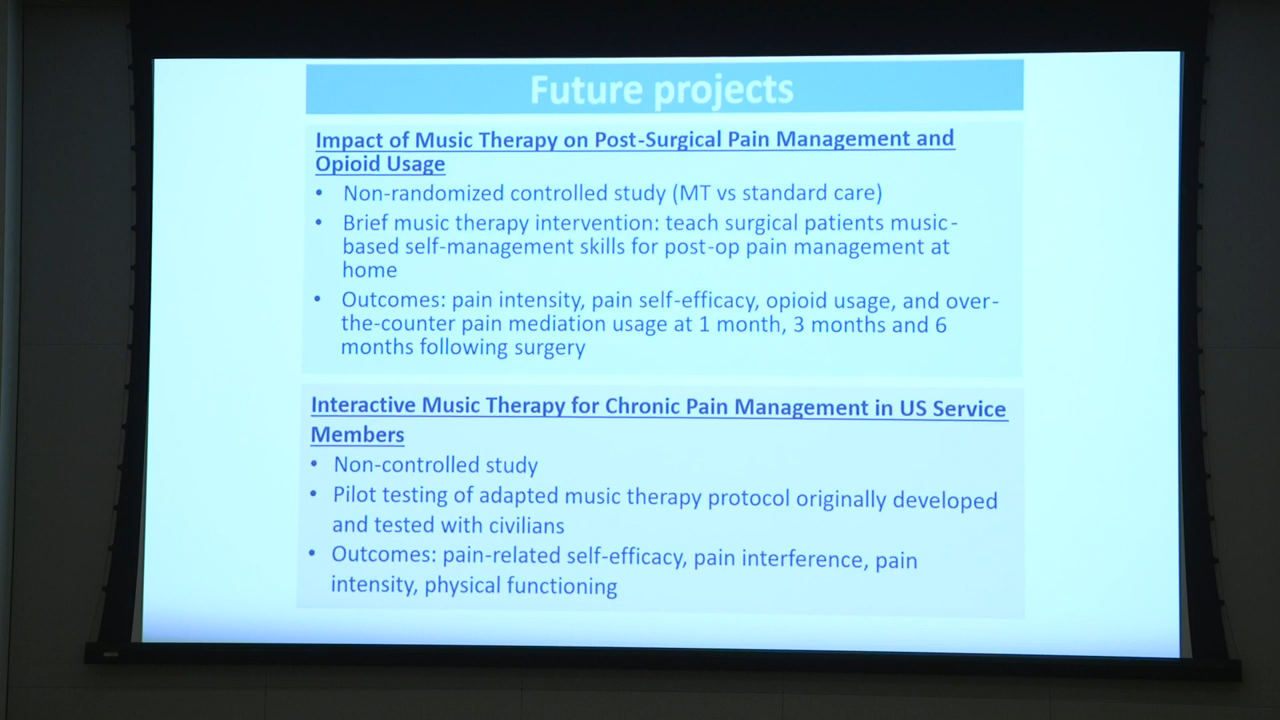 Future projects
Impact of Music Therapy on Post-Surgical Pain Management and
Opioid Usage
• Non-randomized controlled study (MT vs standard care)
• Brief music therapy intervention: teach surgical patients music-
based self-management skills for post-op pain management at
home
• Outcomes: pain intensity, pain self-efficacy, opioid usage, and over-
the-counter pain mediation usage at 1 month, 3 months and 6
months following surgery
Interactive Music Therapy for Chronic Pain Management in US Service
Members
• Non-controlled study
• Pilot testing of adapted music therapy protocol originally developed
and tested with civilians
• Outcomes: pain-related self-efficacy, pain interference, pain
intensity, physical functioning